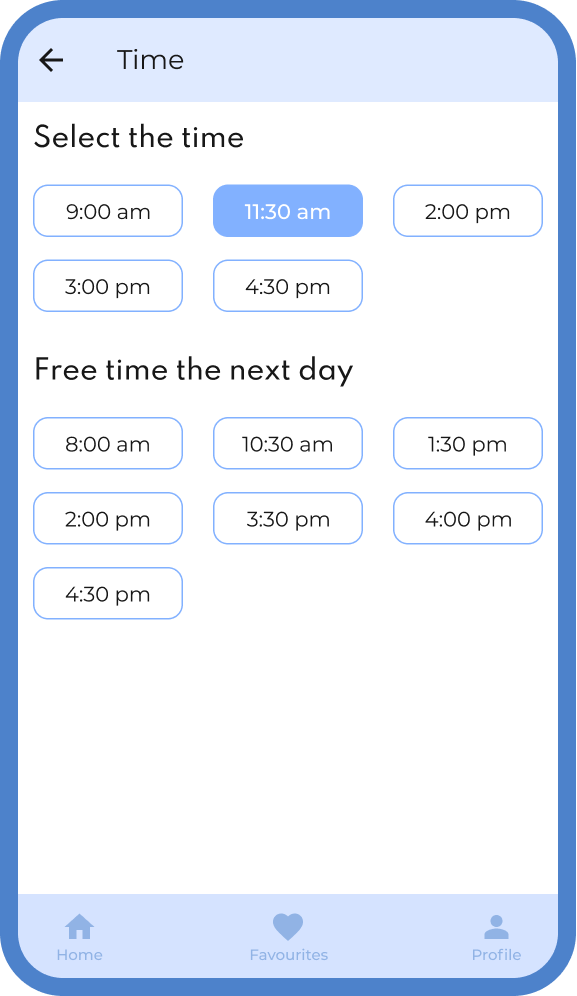 Time
Select the time
9:00 am 11:30 am 2:00 pm
3:00 pm 4:30 pm
Free time the next day
8:00 am 10:30 am 1:30 pm
2:00 pm 3:30 pm 4:00 pm
4:30 pm
Home Favourites Profile